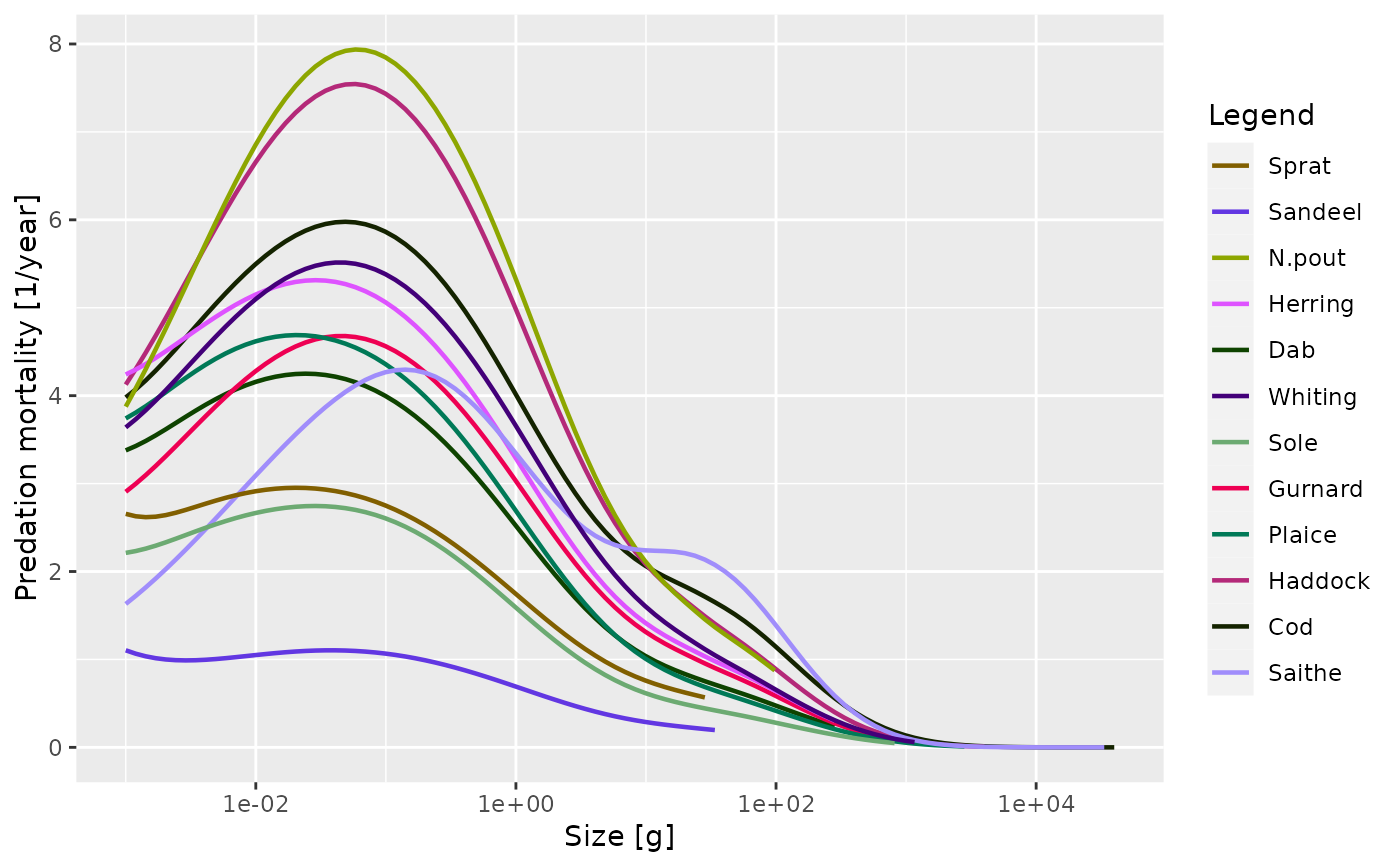 Predation mortality [1/year]
8
6
4
2
0
1e-02
1e+00
1e+02
1e+04
Size [g]
Legend
Sprat
Sandeel
N.pout
Herring
Dab
Whiting
Sole
Gurnard
Plaice
Haddock
Cod
Saithe